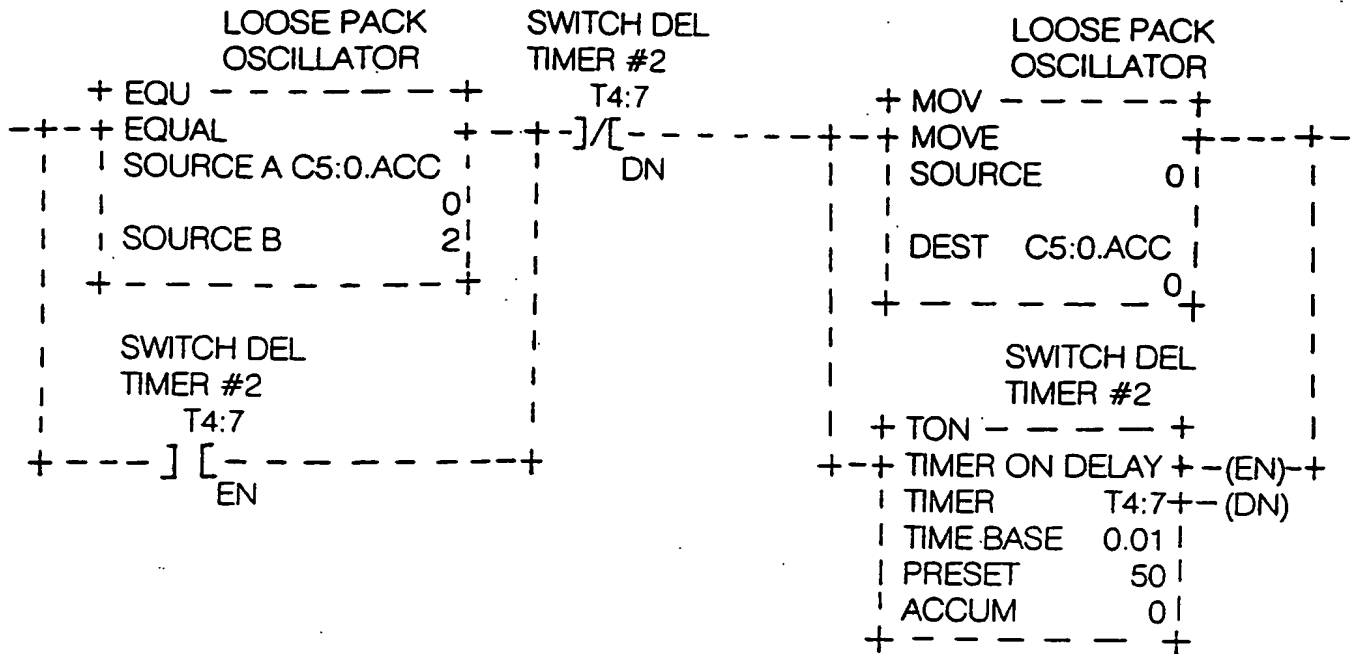 LOOSE PACK
OSCILLATOR
EQU
EQUAL
SOURCE A C5:0.ACC
0
SOURCE B 2
SWITCH DEL
TIMER #2
T4:7
]/[
DN
SWITCH DEL
TIMER #2
T4:7
] [
EN
LOOSE PACK
OSCILLATOR
MOV
MOVE
SOURCE 0
DEST C5:0.ACC
0
SWITCH DEL
TIMER #2
TON
TIMER ON DELAY (EN)
TIMER T4:7 (DN)
TIME BASE 0.01
PRESET 50
ACCUM 0